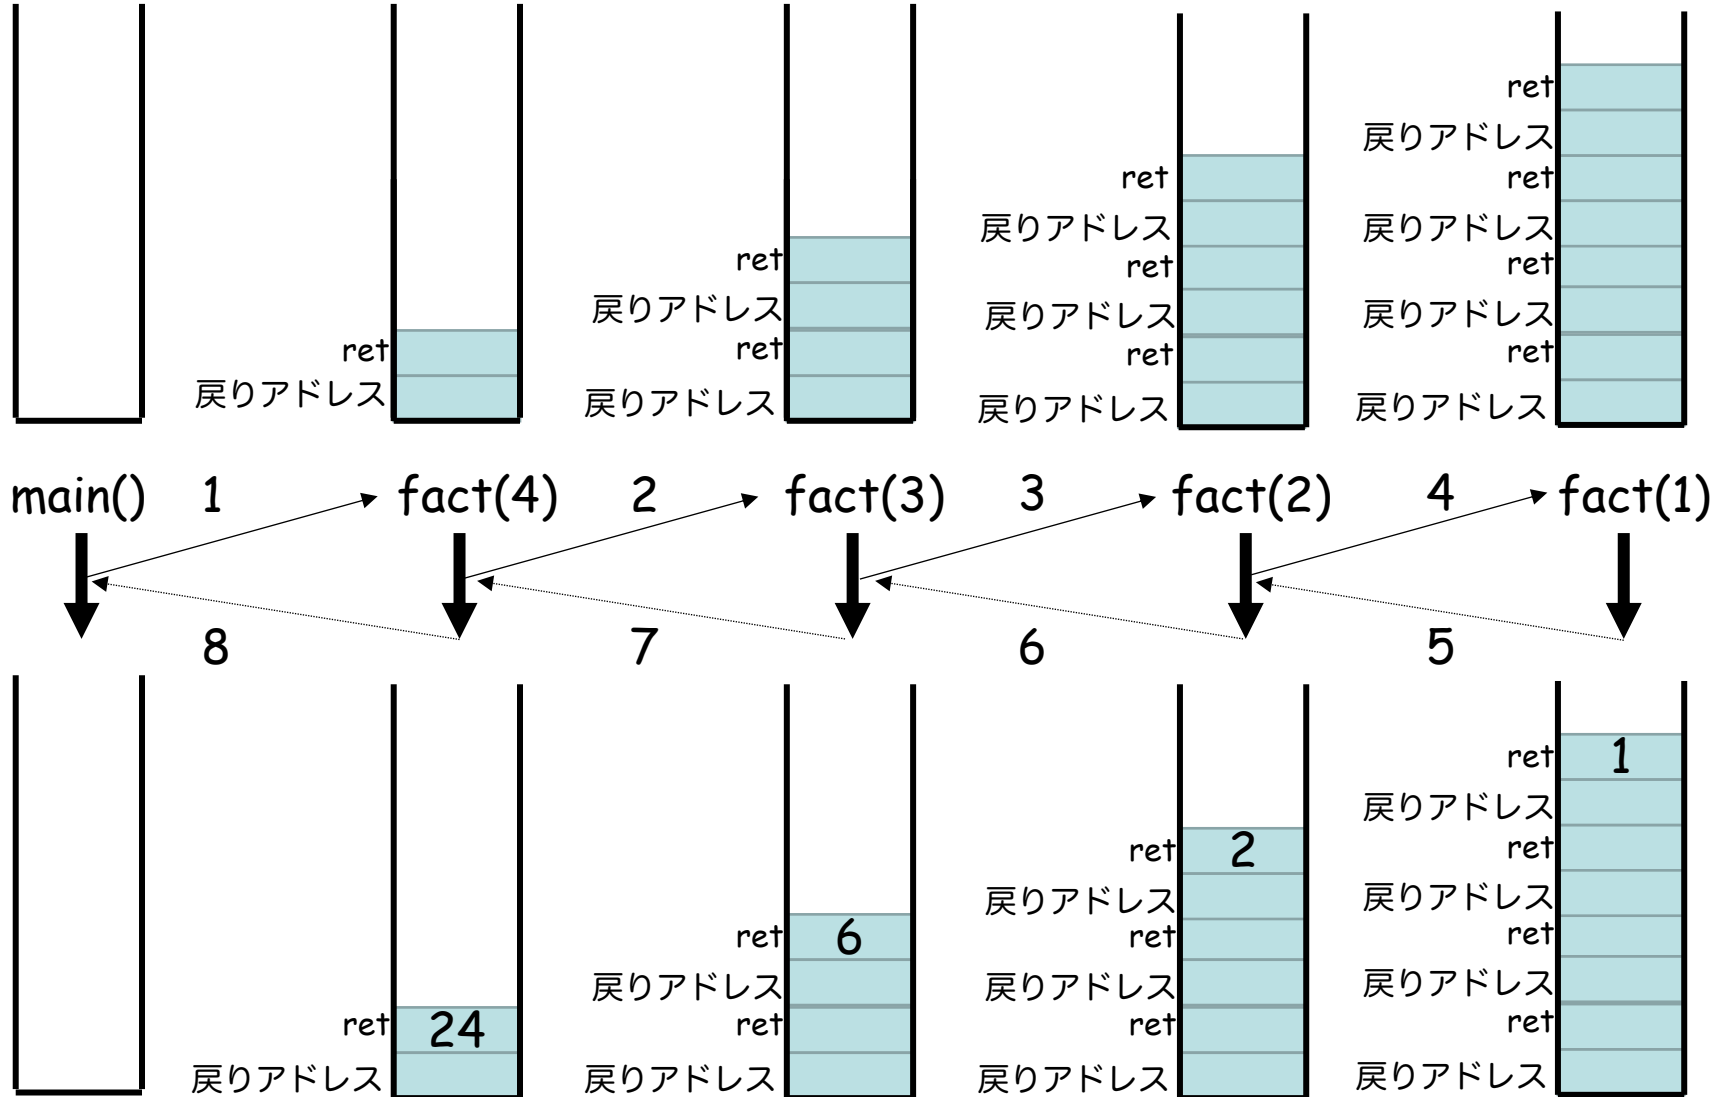 ret
戻りアドレス
ret
戻りアドレス
ret
戻りアドレス
ret
戻りアドレス
ret
戻りアドレス
ret
戻りアドレス
ret
戻りアドレス
ret
戻りアドレス
ret
戻りアドレス
ret
戻りアドレス
main() 1 fact(4) 2 fact(3) 3 fact(2) 4 fact(1)
8 7 6 5
ret 24
戻りアドレス
ret 6
戻りアドレス
ret
戻りアドレス
ret 2
戻りアドレス
ret
戻りアドレス
ret
戻りアドレス
ret 1
戻りアドレス
ret
戻りアドレス
ret
戻りアドレス
ret
戻りアドレス